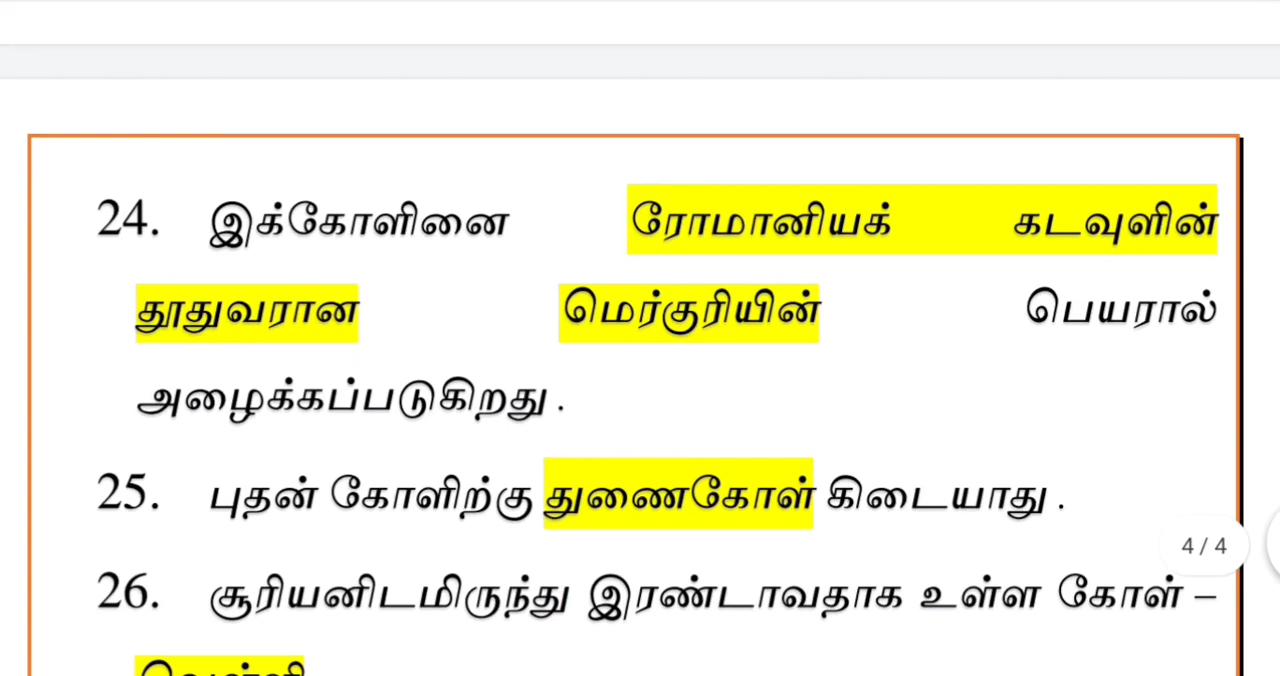 24. இக்கோளினை ரோமானியக் கடவுளின்
தூதுவரான மெர்குரியின் பெயரால்
அழைக்கப்படுகிறது .
25. புதன் கோளிற்கு துணைகோள் கிடையாது .
4 / 4
26. சூரியனிடமிருந்து இரண்டாவதாக உள்ள கோள் –
வெள்ளி